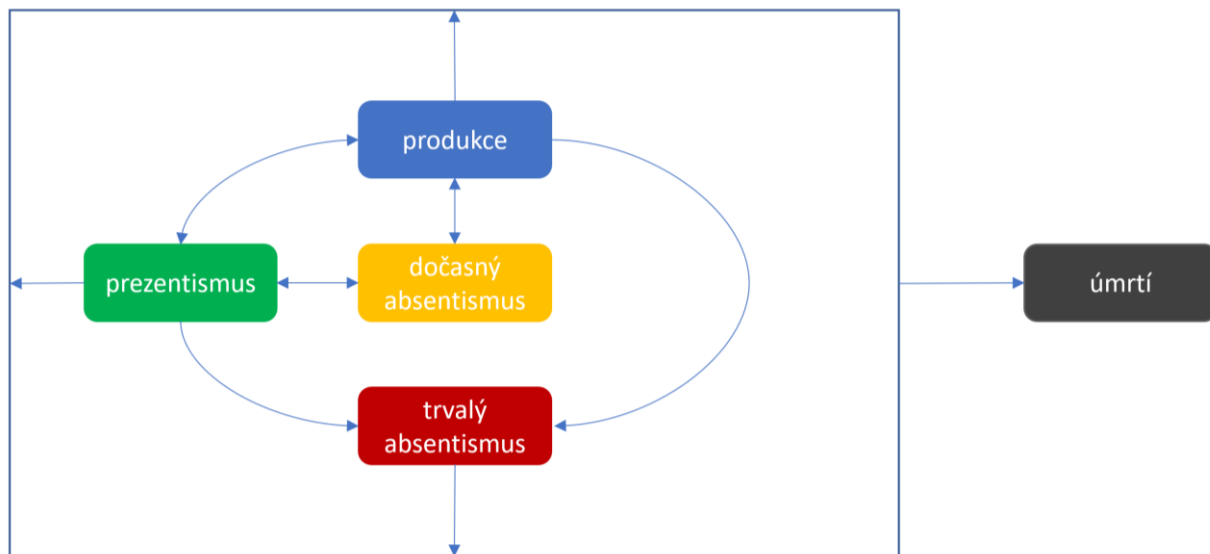 produkce
prezentismus
dočasný
absentismus
úmrtí
trvalý
absentismus